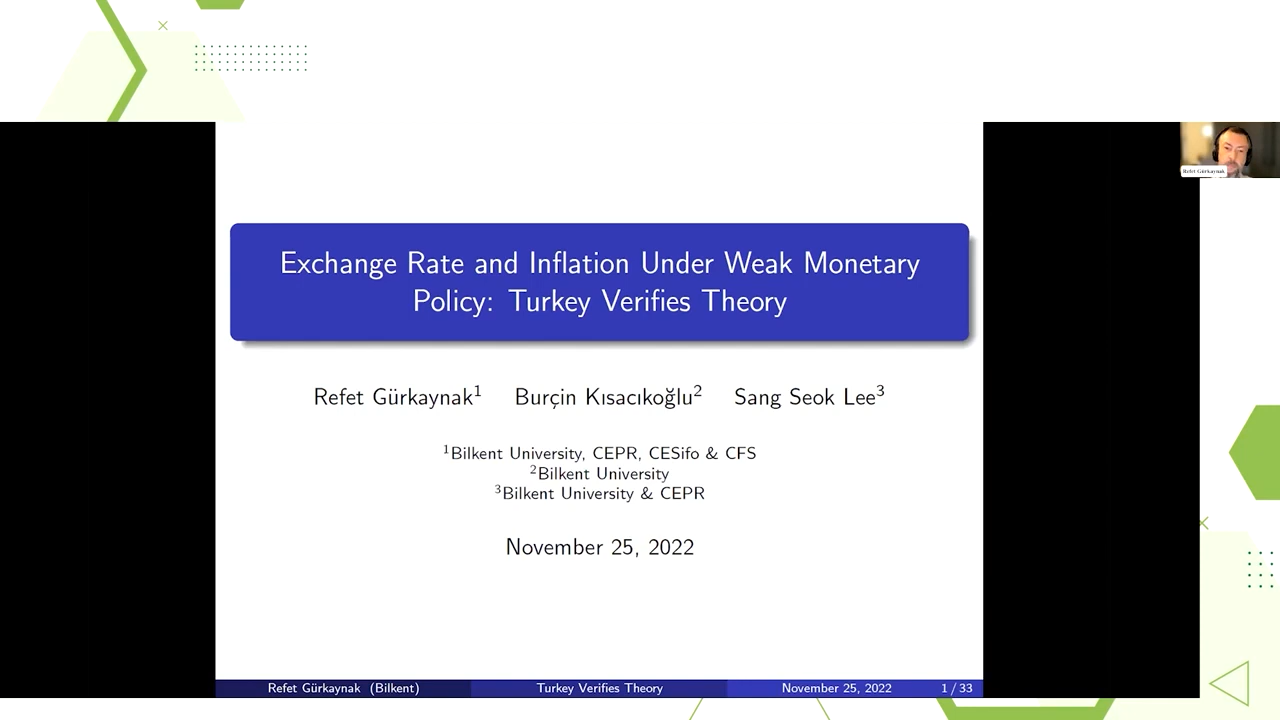 Refet Gürkaynak
Exchange Rate and Inflation Under Weak Monetary
Policy: Turkey Verifies Theory
Refet Gürkaynak¹ Burçin Kısacıkoğlu² Sang Seok Lee³
¹Bilkent University, CEPR, CESifo & CFS
²Bilkent University
³Bilkent University & CEPR
November 25, 2022
Refet Gürkaynak (Bilkent) Turkey Verifies Theory November 25, 2022 1 / 33